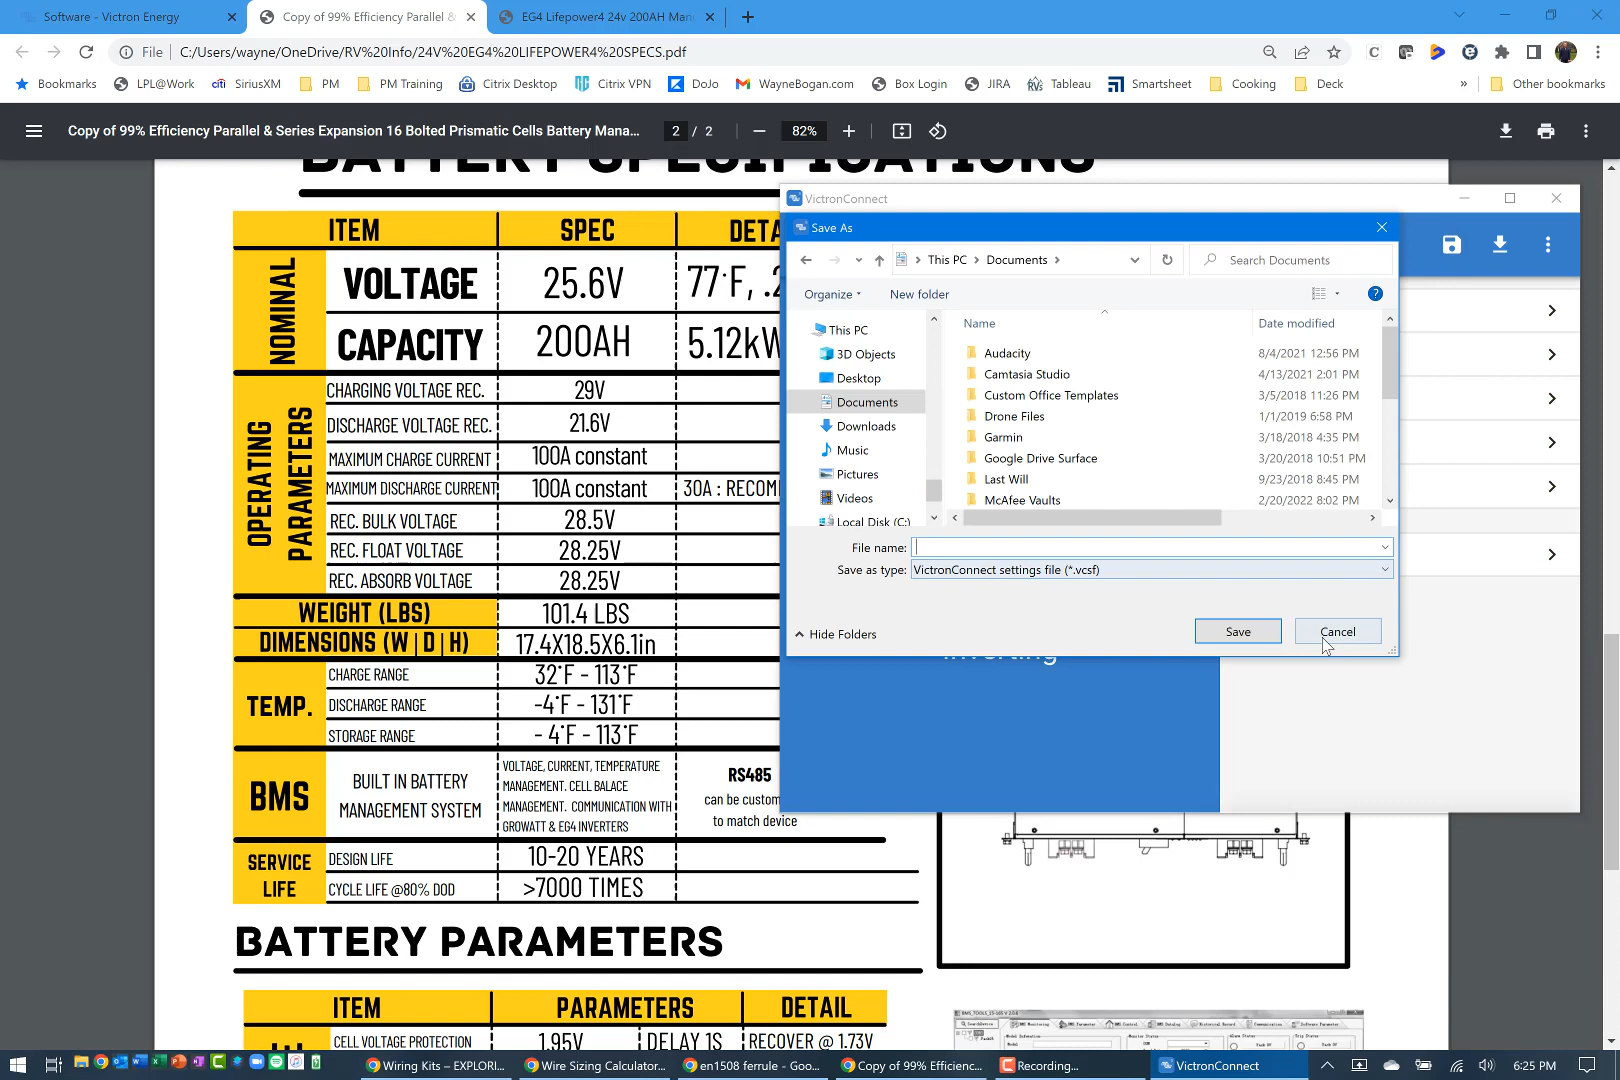 Software - Victron Energy
Copy of 99% Efficiency Parallel &
EG4 Lifepower4 24v 200AH Man
File
C:/Users/wayne/OneDrive/RV%20Info/24V%20EG4%20LIFEPOWER4%20SPECS.pdf
Bookmarks
LPL@Work
citi SiriusXM
PM
PM Training
Citrix Desktop
Citrix VPN
DoJo
WayneBogan.com
Box Login
JIRA
Tableau
Smartsheet
Cooking
Deck
»
Other bookmarks
Copy of 99% Efficiency Parallel & Series Expansion 16 Bolted Prismatic Cells Battery Mana...
2 / 2
82%
BATTERY SPECIFICATIONS
ITEM SPEC DETA
NOMINAL
VOLTAGE 25.6V 77°F, .2
CAPACITY 200AH 5.12kW
OPERATING PARAMETERS
CHARGING VOLTAGE REC. 29V
DISCHARGE VOLTAGE REC. 21.6V
MAXIMUM CHARGE CURRENT 100A constant
MAXIMUM DISCHARGE CURRENT 100A constant 30A : RECOM
REC. BULK VOLTAGE 28.5V
REC. FLOAT VOLTAGE 28.25V
REC. ABSORB VOLTAGE 28.25V
WEIGHT (LBS) 101.4 LBS
DIMENSIONS (W|D|H) 17.4X18.5X6.1in
TEMP.
CHARGE RANGE 32°F - 113°F
DISCHARGE RANGE -4°F - 131°F
STORAGE RANGE - 4°F - 113°F
BMS
BUILT IN BATTERY
MANAGEMENT SYSTEM
VOLTAGE, CURRENT, TEMPERATURE
MANAGEMENT. CELL BALACE
MANAGEMENT. COMMUNICATION WITH
GROWATT & EG4 INVERTERS
RS485
can be custom
to match device
SERVICE
LIFE
DESIGN LIFE 10-20 YEARS
CYCLE LIFE @80% DOD >7000 TIMES
BATTERY PARAMETERS
ITEM PARAMETERS DETAIL
CELL VOLTAGE PROTECTION 1.95V DELAY 1S RECOVER @ 1.73V
VictronConnect
Save As
This PC
Documents
Search Documents
Organize
New folder
This PC
3D Objects
Desktop
Documents
Downloads
Music
Pictures
Videos
Local Disk (C:)
Name Date modified
Audacity 8/4/2021 12:56 PM
Camtasia Studio 4/13/2021 2:01 PM
Custom Office Templates 3/5/2018 11:26 PM
Drone Files 1/1/2019 6:58 PM
Garmin 3/18/2018 4:35 PM
Google Drive Surface 3/20/2018 10:51 PM
Last Will 9/23/2018 8:45 PM
McAfee Vaults 2/20/2022 8:02 PM
File name:
Save as type: VictronConnect settings file (*.vcsf)
Hide Folders
Save
Cancel
Inverting
Wiring Kits – EXPLORI...
Wire Sizing Calculator...
en1508 ferrule - Goo...
Copy of 99% Efficienc...
Recording...
VictronConnect
6:25 PM